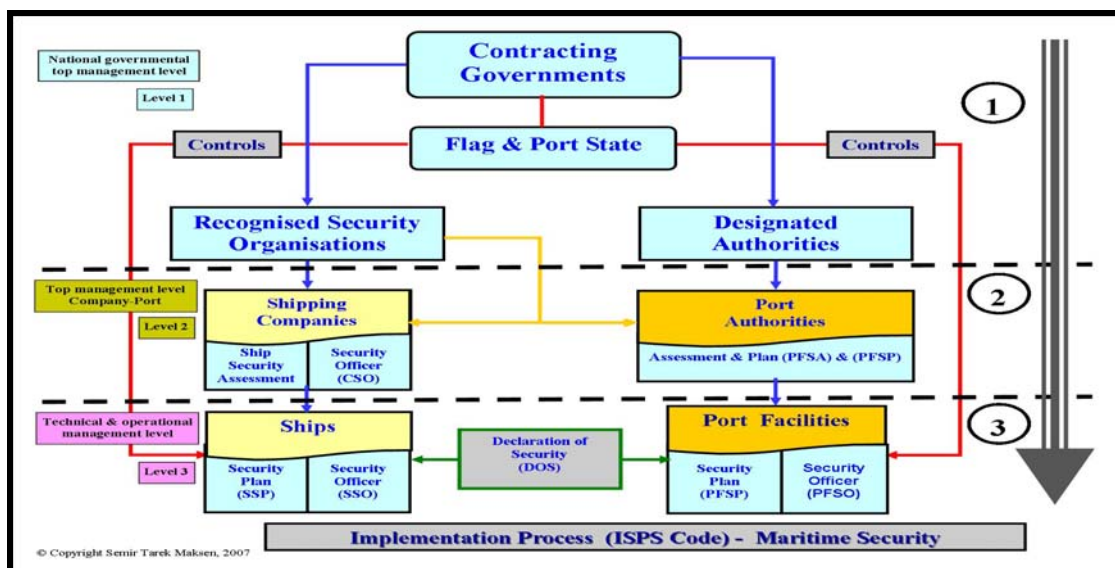 National governmental
top management level
Level 1
Contracting
Governments
1
Controls
Flag & Port State
Controls
Recognised Security
Organisations
Designated
Authorities
Top management level
Company-Port
Level 2
Shipping
Companies
Port
Authorities
2
Ship
Security
Assessment
Security
Officer
(CSO)
Assessment & Plan (PFSA) & (PFSP)
Technical & operational
management level
Level 3
Ships
Port Facilities
3
Security
Plan
(SSP)
Security
Officer
(SSO)
Declaration of
Security
(DOS)
Security
Plan
(PFSP)
Security
Officer
(PFSO)
Implementation Process (ISPS Code) - Maritime Security
© Copyright Semir Tarek Maksen, 2007